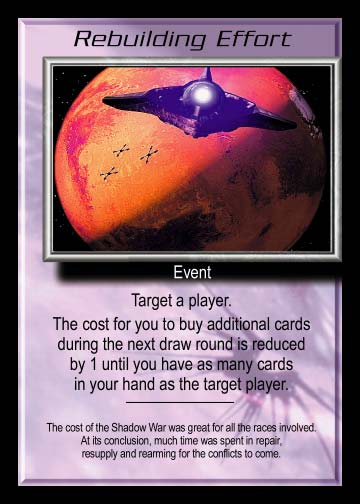 Rebuilding Effort
Event
Target a player.
The cost for you to buy additional cards
during the next draw round is reduced
by 1 until you have as many cards
in your hand as the target player.
The cost of the Shadow War was great for all the races involved.
At its conclusion, much time was spent in repair,
resupply and rearming for the conflicts to come.